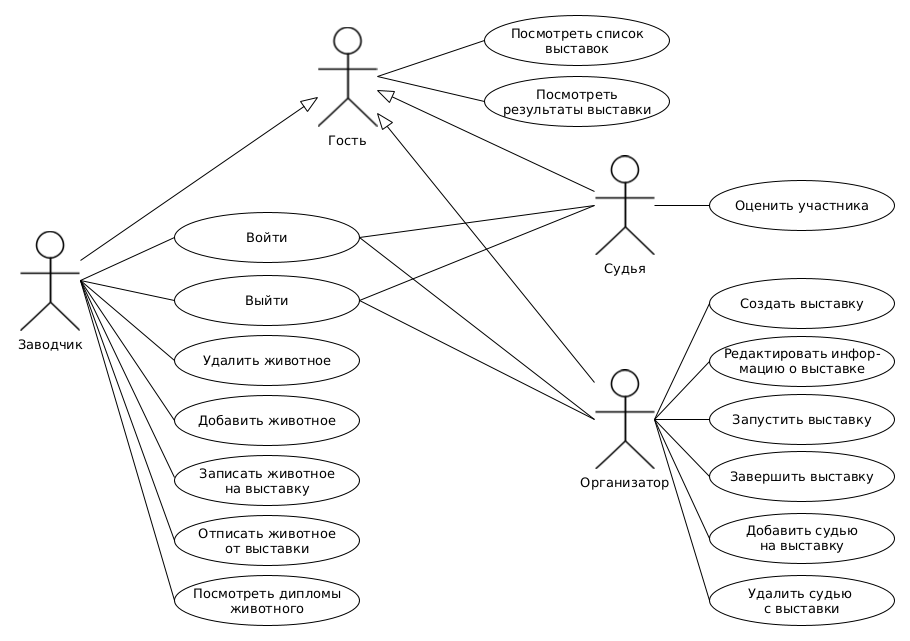 Посмотреть список
выставок
Посмотреть
результаты выставки
Гость
Оценить участника
Судья
Войти
Выйти
Заводчик
Удалить животное
Добавить животное
Записать животное
на выставку
Отписать животное
от выставки
Посмотреть дипломы
животного
Организатор
Создать выставку
Редактировать инфор-
мацию о выставке
Запустить выставку
Завершить выставку
Добавить судью
на выставку
Удалить судью
с выставки